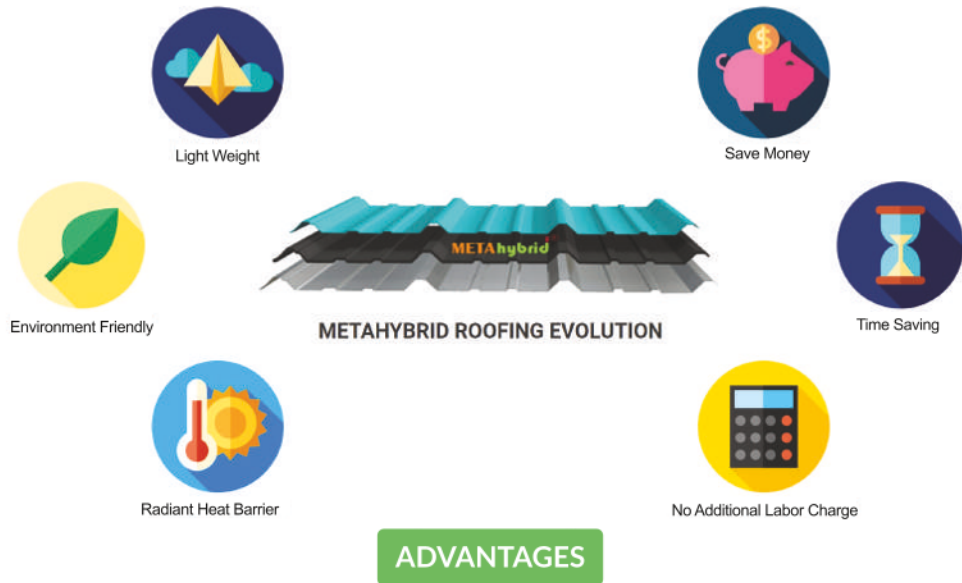 Light Weight
Save Money
Environment Friendly
METAhybrid
METAHYBRID ROOFING EVOLUTION
Time Saving
Radiant Heat Barrier
No Additional Labor Charge
ADVANTAGES